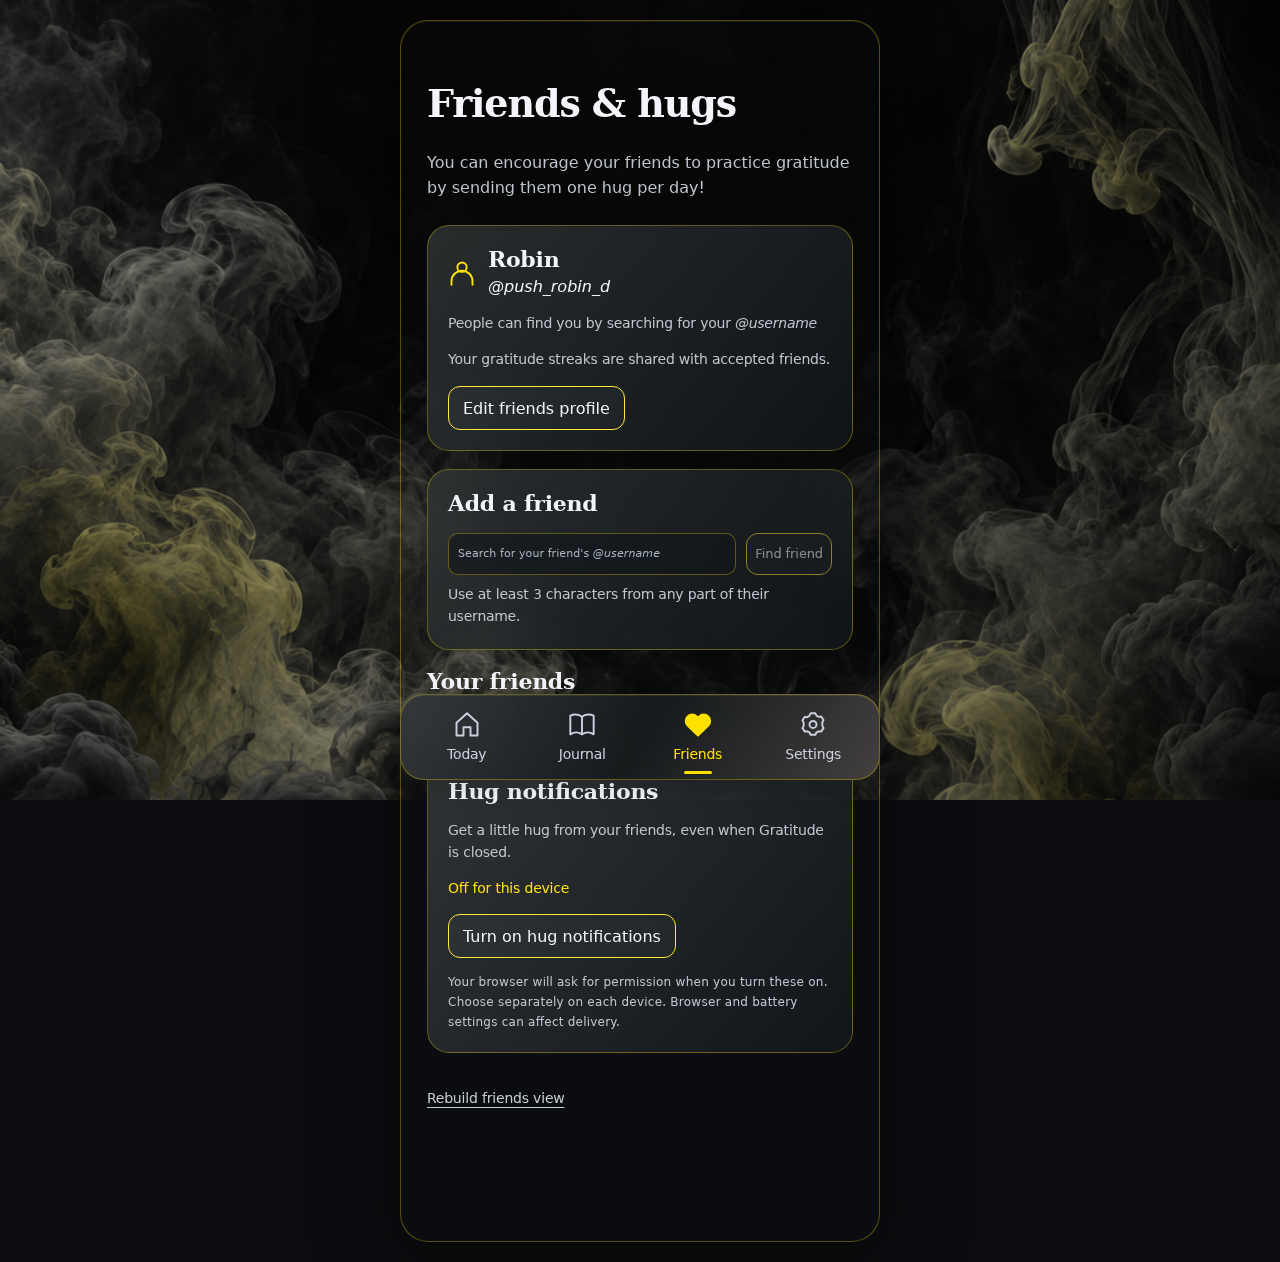 Friends & hugs
You can encourage your friends to practice gratitude
by sending them one hug per day!
Robin
@push_robin_d
People can find you by searching for your @username
Your gratitude streaks are shared with accepted friends.
Edit friends profile
Add a friend
Search for your friend's @username
Find friend
Use at least 3 characters from any part of their
username.
Your friends
Today
Journal
Friends
Settings
Hug notifications
Get a little hug from your friends, even when Gratitude
is closed.
Off for this device
Turn on hug notifications
Your browser will ask for permission when you turn these on.
Choose separately on each device. Browser and battery
settings can affect delivery.
Rebuild friends view